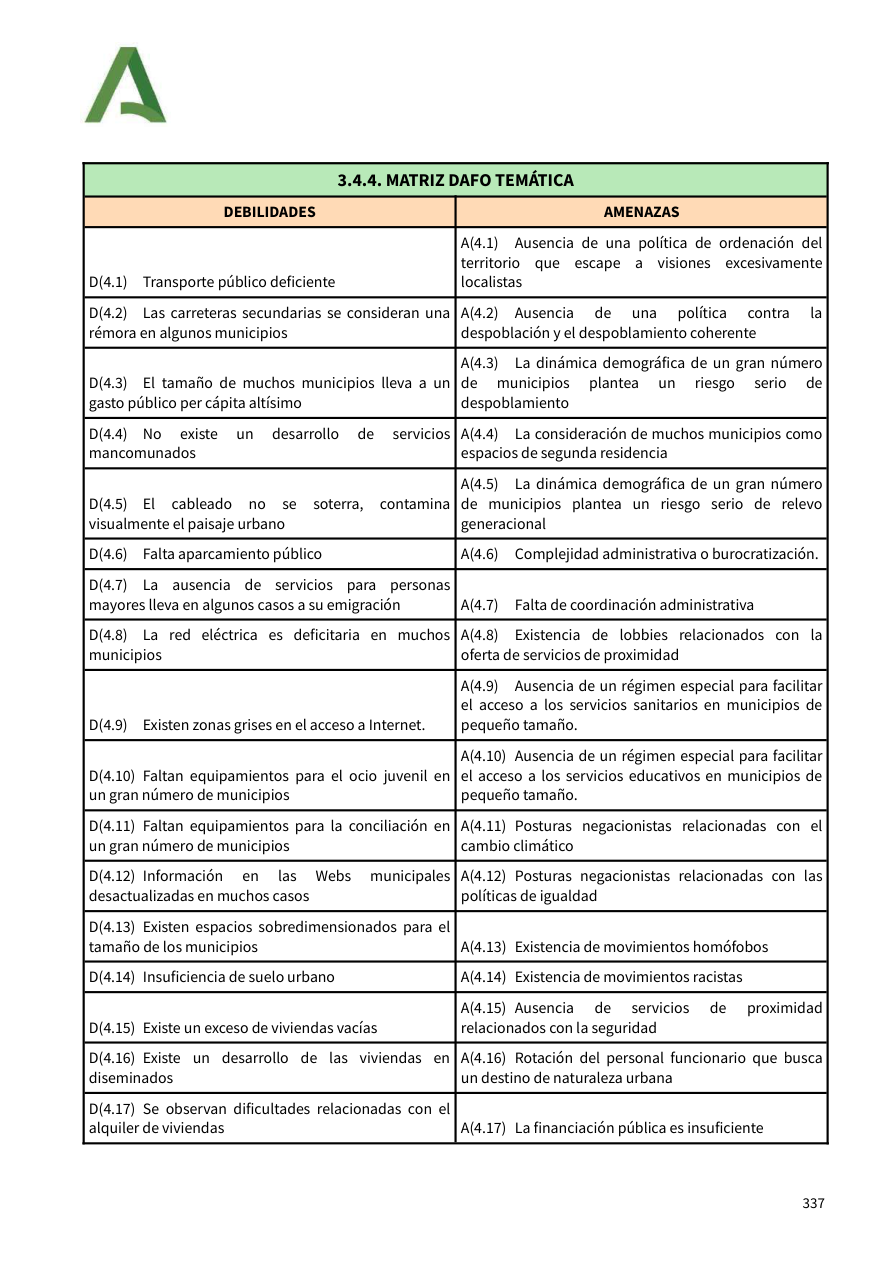 3.4.4. MATRIZ DAFO TEMÁTICA
DEBILIDADES
AMENAZAS
D(4.1) Transporte público deficiente
A(4.1) Ausencia de una política de ordenación del
territorio que escape a visiones excesivamente
localistas
D(4.2) Las carreteras secundarias se consideran una
rémora en algunos municipios
A(4.2) Ausencia de una política contra la
despoblación y el despoblamiento coherente
D(4.3) El tamaño de muchos municipios lleva a un
gasto público per cápita altísimo
A(4.3) La dinámica demográfica de un gran número
de municipios plantea un riesgo serio de
despoblamiento
D(4.4) No existe un desarrollo de servicios
mancomunados
A(4.4) La consideración de muchos municipios como
espacios de segunda residencia
D(4.5) El cableado no se soterra, contamina
visualmente el paisaje urbano
A(4.5) La dinámica demográfica de un gran número
de municipios plantea un riesgo serio de relevo
generacional
D(4.6) Falta aparcamiento público
A(4.6) Complejidad administrativa o burocratización.
D(4.7) La ausencia de servicios para personas
mayores lleva en algunos casos a su emigración
A(4.7) Falta de coordinación administrativa
D(4.8) La red eléctrica es deficitaria en muchos
municipios
A(4.8) Existencia de lobbies relacionados con la
oferta de servicios de proximidad
D(4.9) Existen zonas grises en el acceso a Internet.
A(4.9) Ausencia de un régimen especial para facilitar
el acceso a los servicios sanitarios en municipios de
pequeño tamaño.
D(4.10) Faltan equipamientos para el ocio juvenil en
un gran número de municipios
A(4.10) Ausencia de un régimen especial para facilitar
el acceso a los servicios educativos en municipios de
pequeño tamaño.
D(4.11) Faltan equipamientos para la conciliación en
un gran número de municipios
A(4.11) Posturas negacionistas relacionadas con el
cambio climático
D(4.12) Información en las Webs municipales
desactualizadas en muchos casos
A(4.12) Posturas negacionistas relacionadas con las
políticas de igualdad
D(4.13) Existen espacios sobredimensionados para el
tamaño de los municipios
A(4.13) Existencia de movimientos homófobos
D(4.14) Insuficiencia de suelo urbano
A(4.14) Existencia de movimientos racistas
D(4.15) Existe un exceso de viviendas vacías
A(4.15) Ausencia de servicios de proximidad
relacionados con la seguridad
D(4.16) Existe un desarrollo de las viviendas en
diseminados
A(4.16) Rotación del personal funcionario que busca
un destino de naturaleza urbana
D(4.17) Se observan dificultades relacionadas con el
alquiler de viviendas
A(4.17) La financiación pública es insuficiente
337